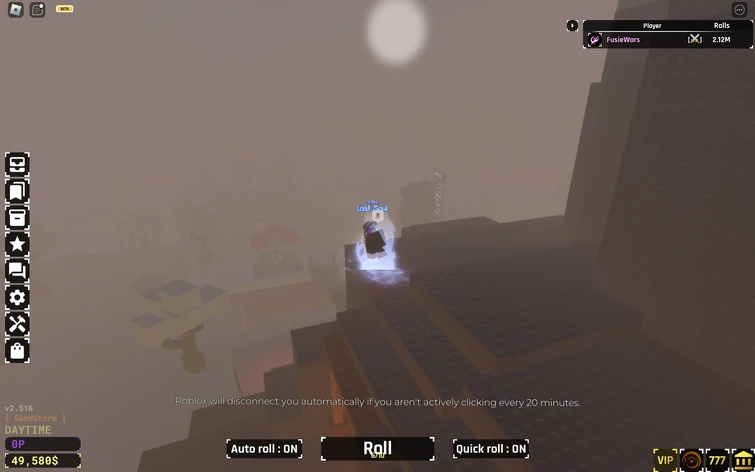 BETA
Player Rolls
FusieWars 2.12M
Lost Soul
Roblox will disconnect you automatically if you aren't actively clicking every 20 minutes.
v2.516
[ SandStorm ]
DAYTIME
0P
49,580$
Auto roll : ON
Roll
Quick roll : ON
VIP
777